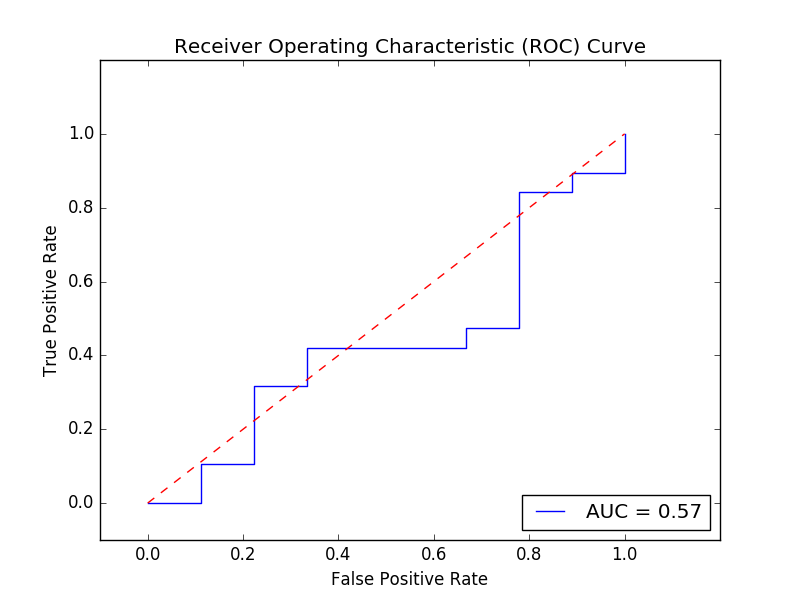 Receiver Operating Characteristic (ROC) Curve
True Positive Rate
1.0
0.8
0.6
0.4
0.2
0.0
0.0 0.2 0.4 0.6 0.8 1.0
False Positive Rate
AUC = 0.57